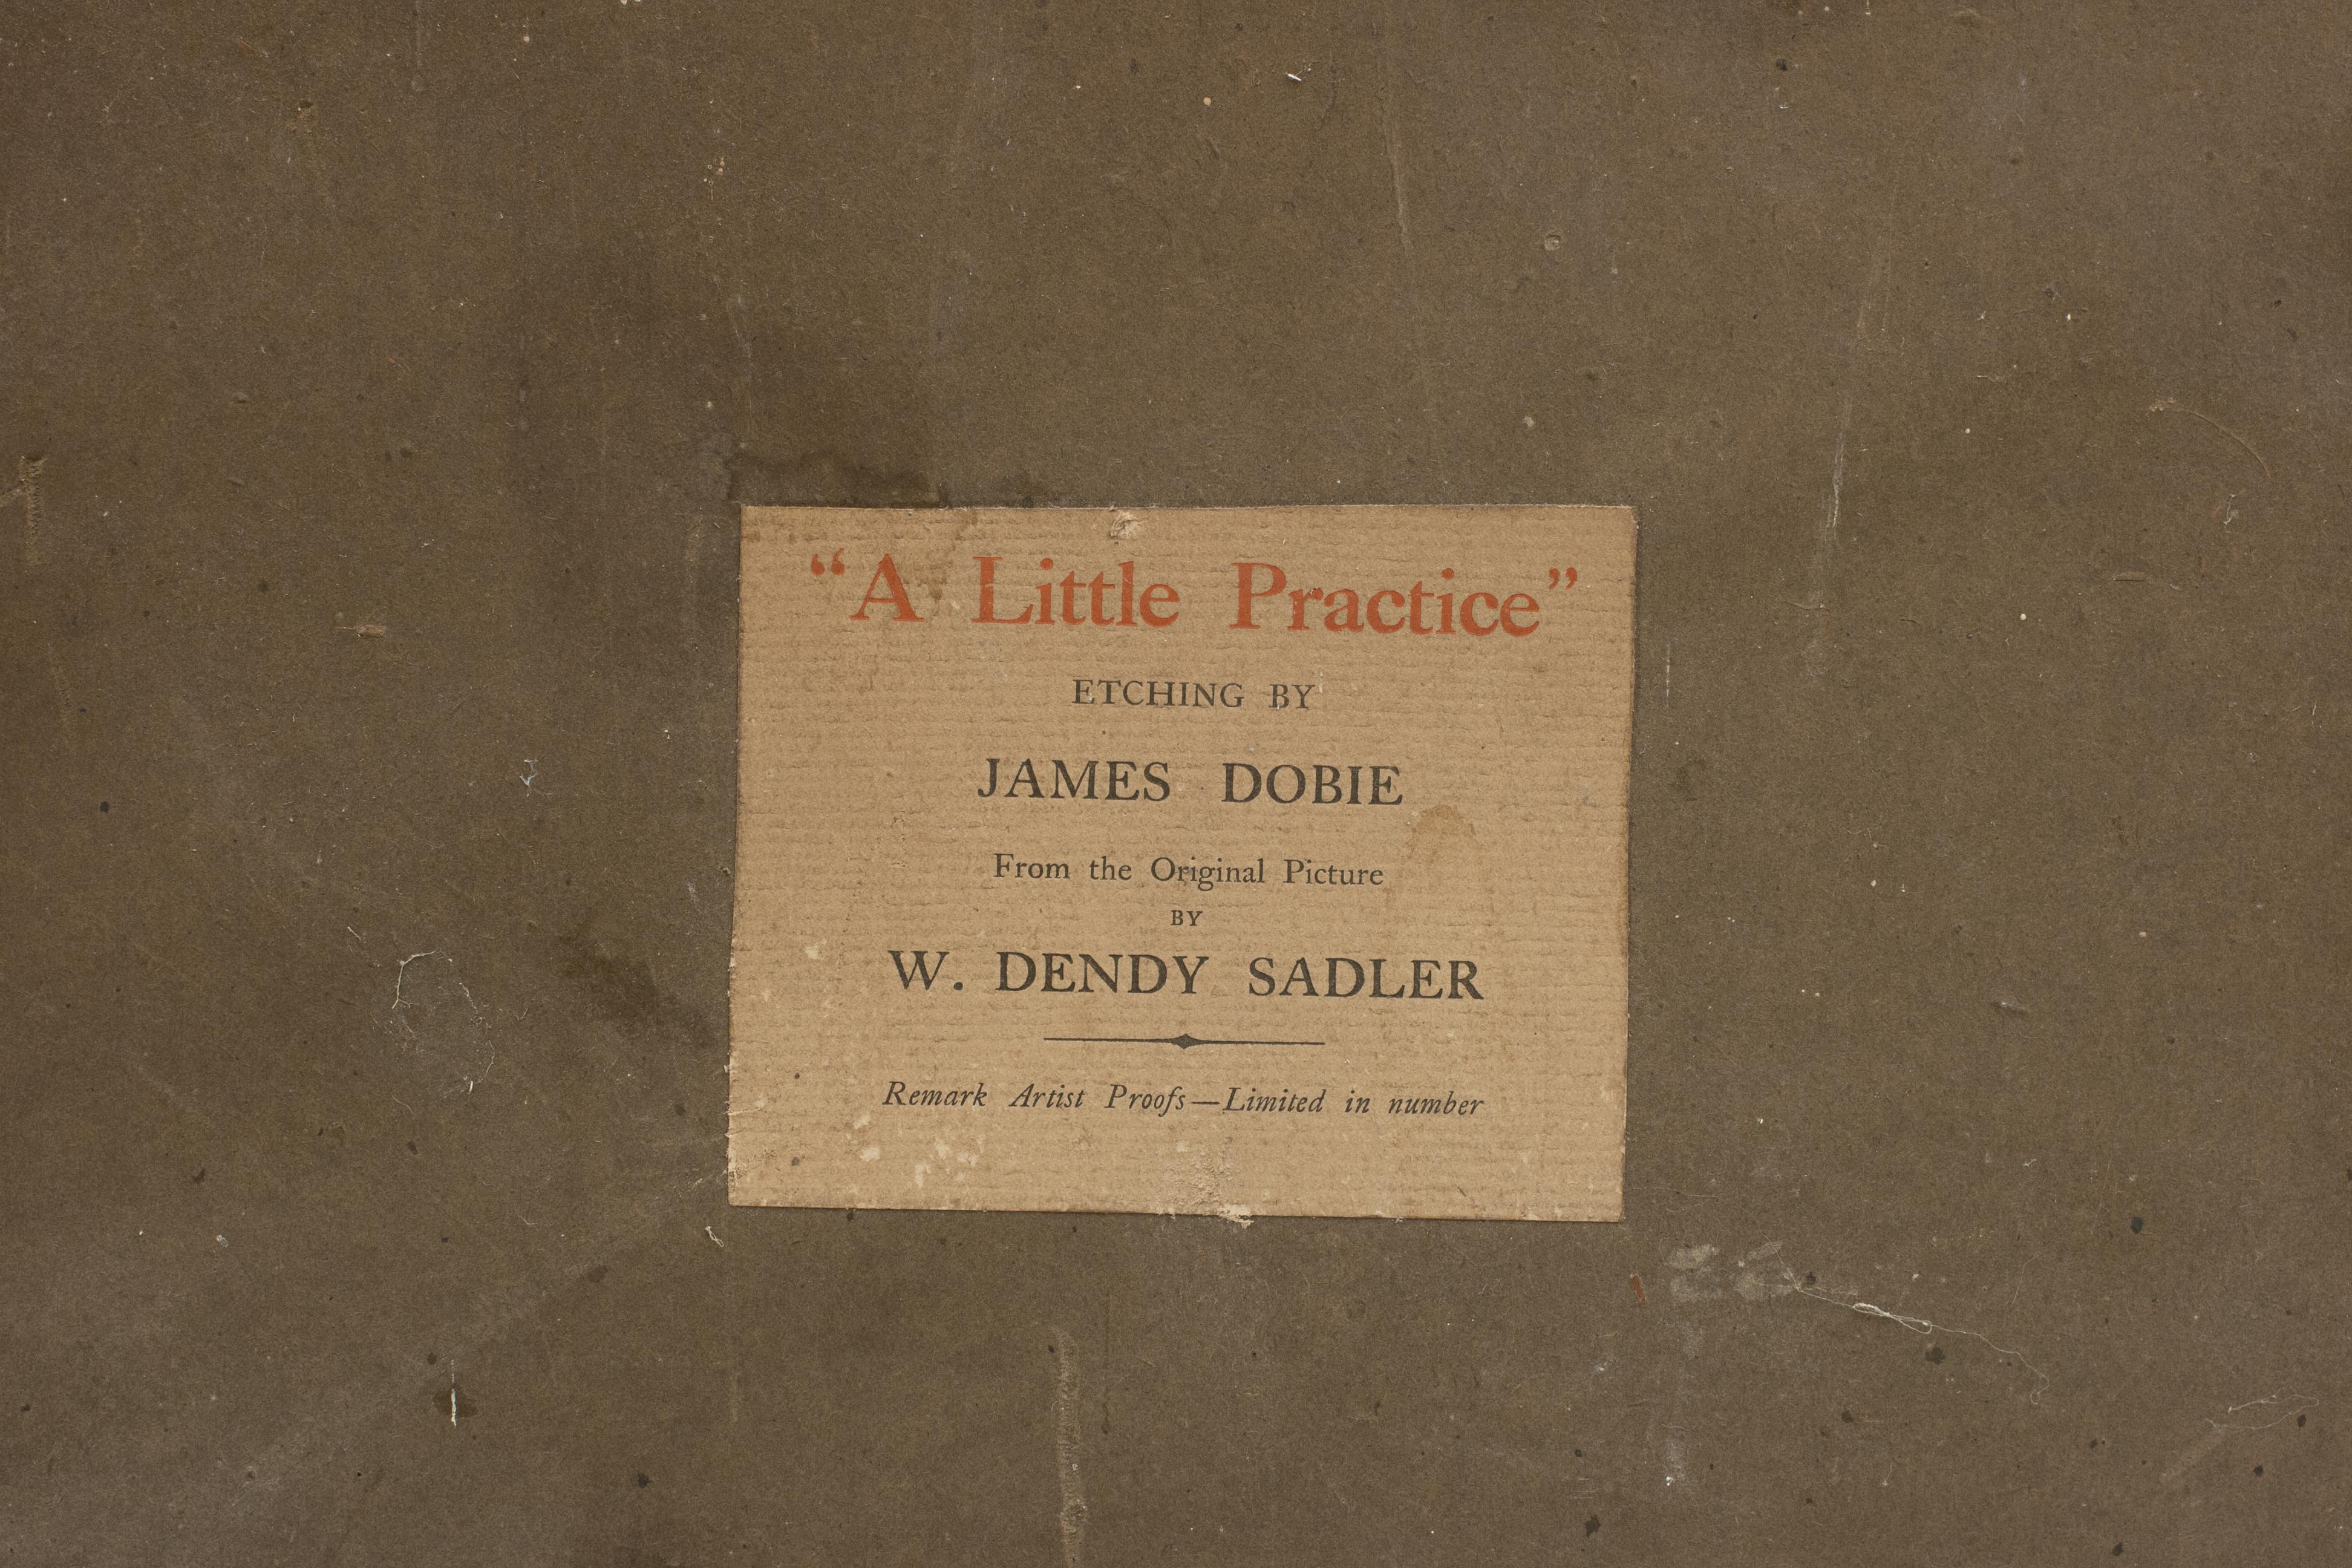 “A Little Practice”
ETCHING BY
JAMES DOBIE
From the Original Picture
BY
W. DENDY SADLER
Remark Artist Proofs—Limited in number